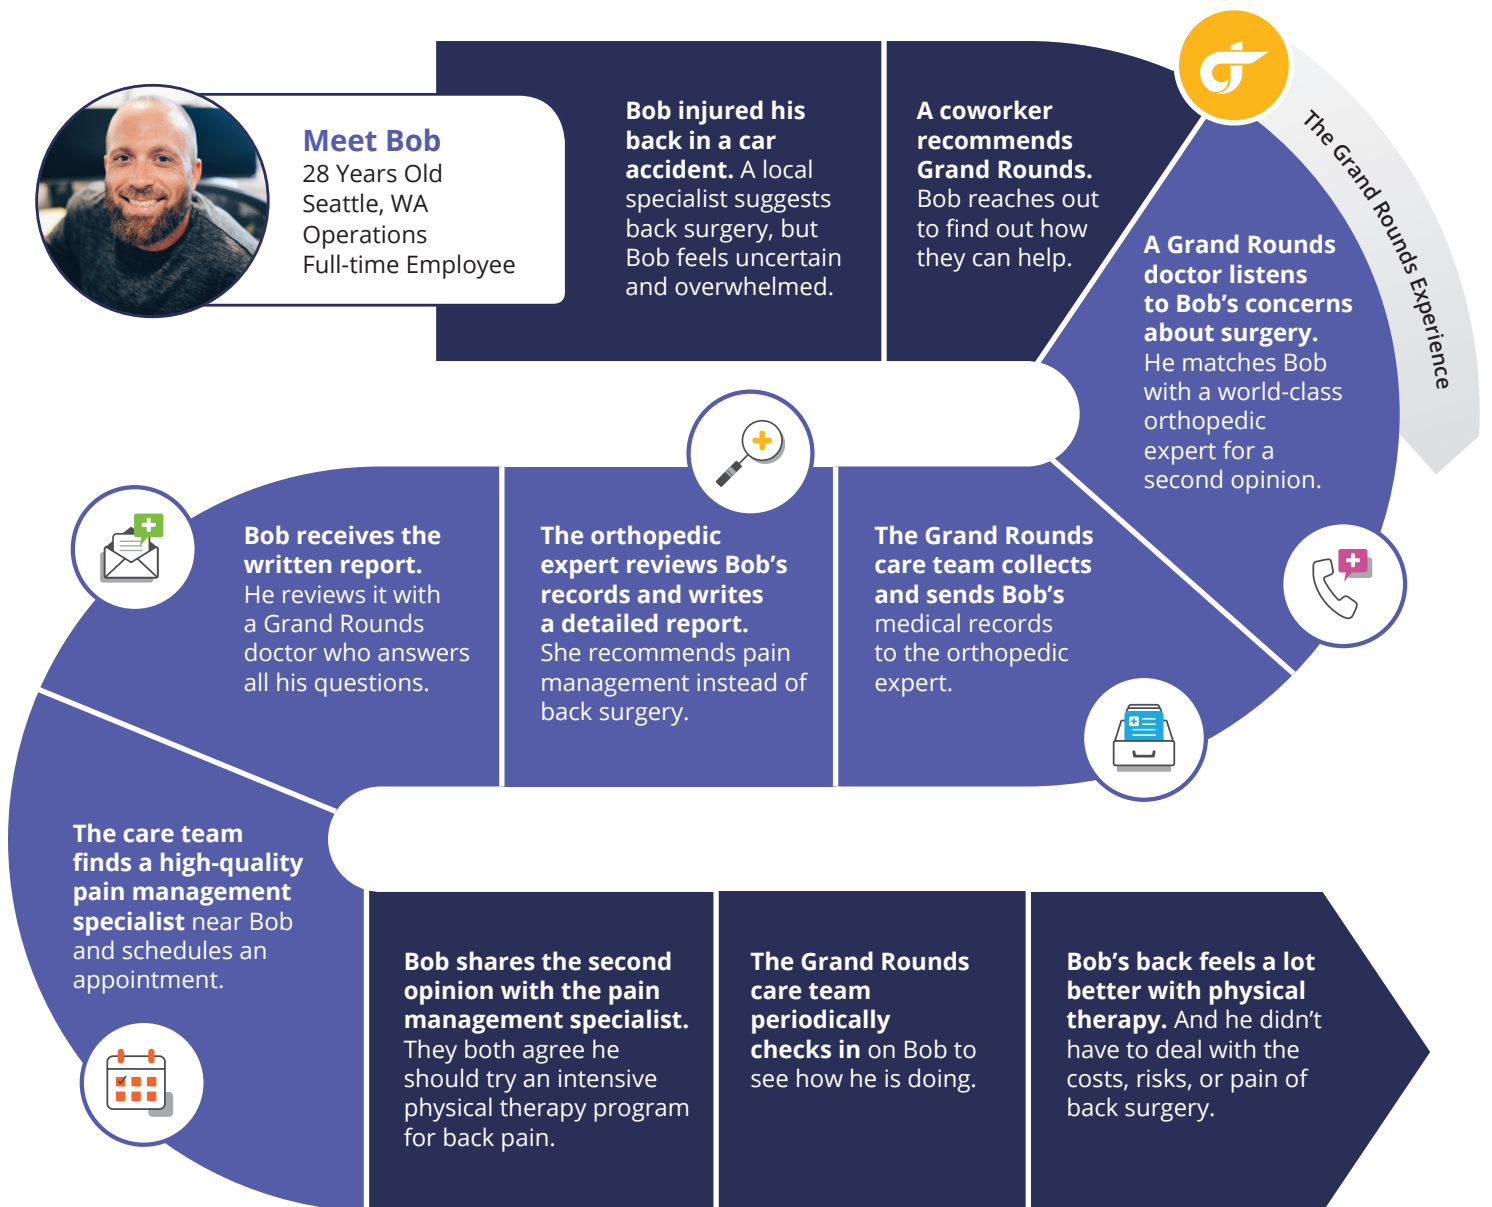 Meet Bob
28 Years Old
Seattle, WA
Operations
Full-time Employee
Bob injured his
back in a car
accident. A local
specialist suggests
back surgery, but
Bob feels uncertain
and overwhelmed.
A coworker
recommends
Grand Rounds.
Bob reaches out
to find out how
they can help.
The Grand Rounds Experience
A Grand Rounds
doctor listens
to Bob’s concerns
about surgery.
He matches Bob
with a world-class
orthopedic
expert for a
second opinion.
The Grand Rounds
care team collects
and sends Bob’s
medical records
to the orthopedic
expert.
The orthopedic
expert reviews Bob’s
records and writes
a detailed report.
She recommends pain
management instead of
back surgery.
Bob receives the
written report.
He reviews it with
a Grand Rounds
doctor who answers
all his questions.
The care team
finds a high-quality
pain management
specialist near Bob
and schedules an
appointment.
Bob shares the second
opinion with the pain
management specialist.
They both agree he
should try an intensive
physical therapy program
for back pain.
The Grand Rounds
care team
periodically
checks in on Bob to
see how he is doing.
Bob’s back feels a lot
better with physical
therapy. And he didn’t
have to deal with the
costs, risks, or pain of
back surgery.